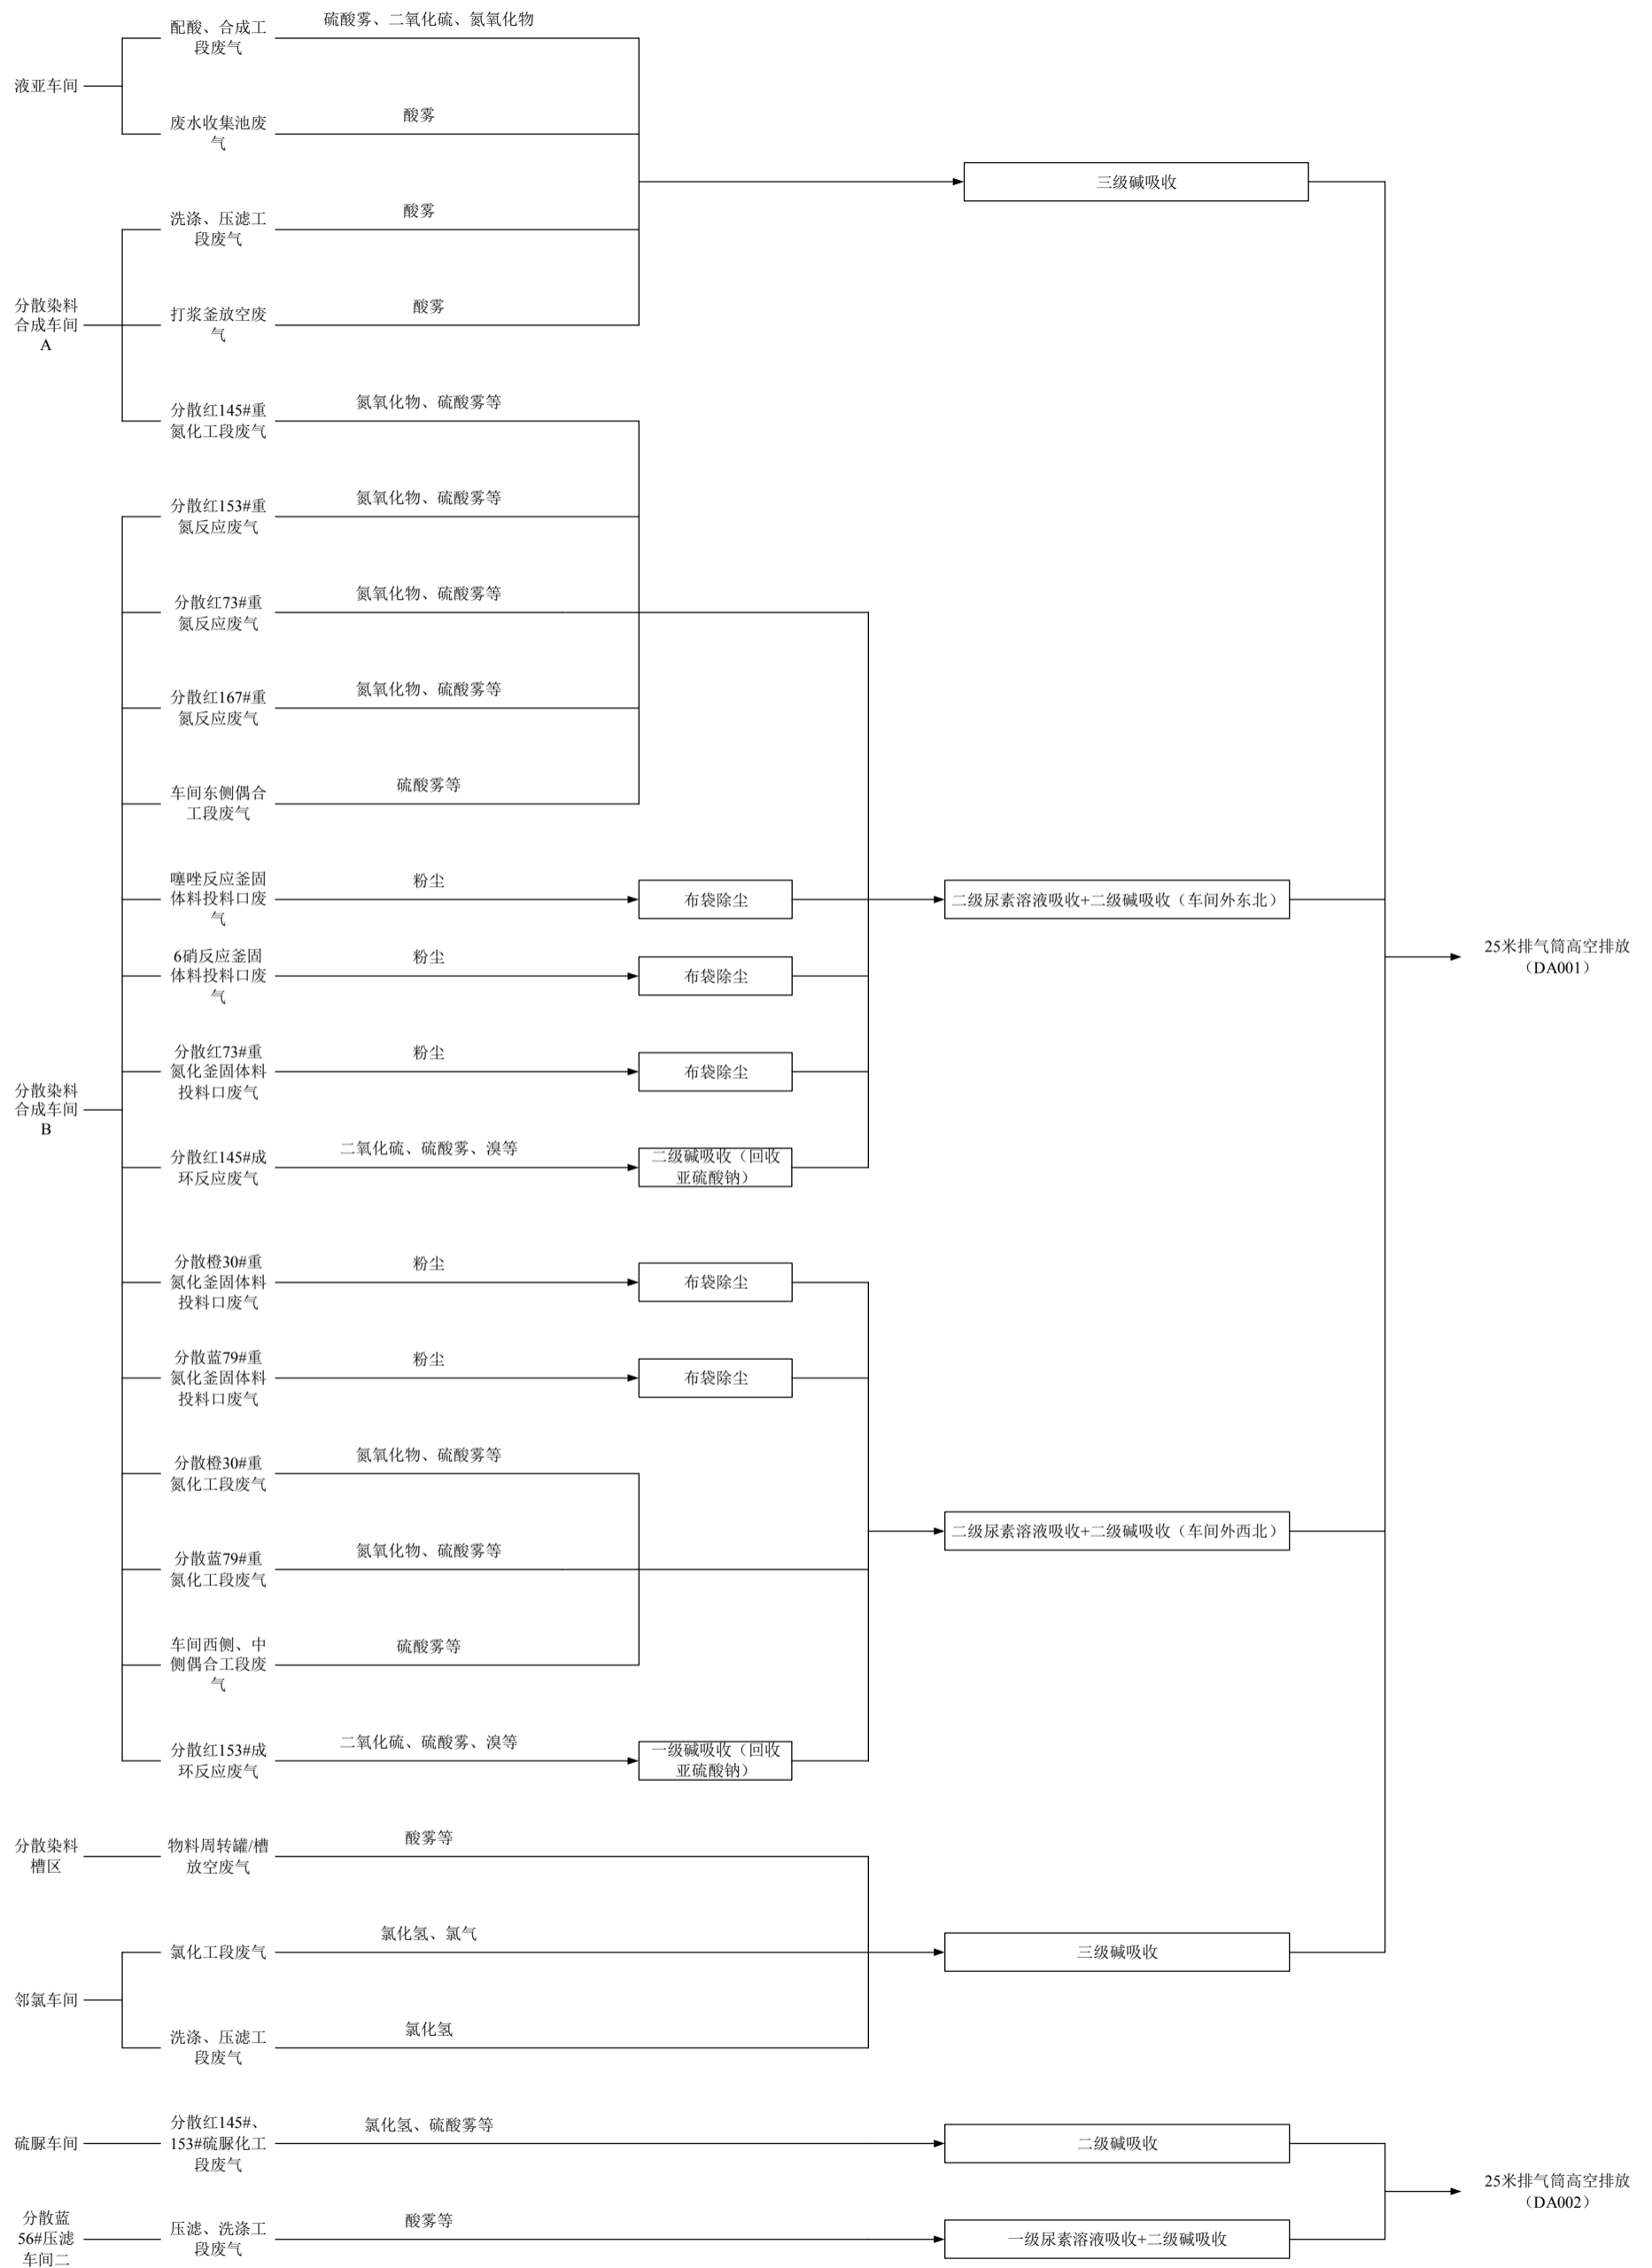 硫酸雾、二氧化硫、氮氧化物
配酸、合成工
段废气
液亚车间
酸雾
废水收集池废
气
三级碱吸收
酸雾
洗涤、压滤工
段废气
分散染料
合成车间
A
酸雾
打浆釜放空废
气
氮氧化物、硫酸雾等
分散红145#重
氮化工段废气
氮氧化物、硫酸雾等
分散红153#重
氮反应废气
氮氧化物、硫酸雾等
分散红73#重
氮反应废气
氮氧化物、硫酸雾等
分散红167#重
氮反应废气
硫酸雾等
车间东侧偶合
工段废气
粉尘
噻唑反应釜固
体料投料口废
气
布袋除尘
二级尿素溶液吸收+二级碱吸收（车间外东北）
25米排气筒高空排放
（DA001）
粉尘
6硝反应釜固
体料投料口废
气
布袋除尘
粉尘
分散红73#重
氮化釜固体料
投料口废气
布袋除尘
分散染料
合成车间
B
二氧化硫、硫酸雾、溴等
分散红145#成
环反应废气
二级碱吸收（回收
亚硫酸钠）
粉尘
分散橙30#重
氮化釜固体料
投料口废气
布袋除尘
粉尘
分散蓝79#重
氮化釜固体料
投料口废气
布袋除尘
氮氧化物、硫酸雾等
分散橙30#重
氮化工段废气
二级尿素溶液吸收+二级碱吸收（车间外西北）
氮氧化物、硫酸雾等
分散蓝79#重
氮化工段废气
硫酸雾等
车间西侧、中
侧偶合工段废
气
二氧化硫、硫酸雾、溴等
分散红153#成
环反应废气
一级碱吸收（回收
亚硫酸钠）
分散染料
槽区
物料周转罐/槽
放空废气
酸雾等
氯化氢、氯气
氯化工段废气
三级碱吸收
邻氯车间
氯化氢
洗涤、压滤工
段废气
硫脲车间
分散红145#、
153#硫脲化工
段废气
氯化氢、硫酸雾等
二级碱吸收
25米排气筒高空排放
（DA002）
分散蓝
56#压滤
车间二
压滤、洗涤工
段废气
酸雾等
一级尿素溶液吸收+二级碱吸收